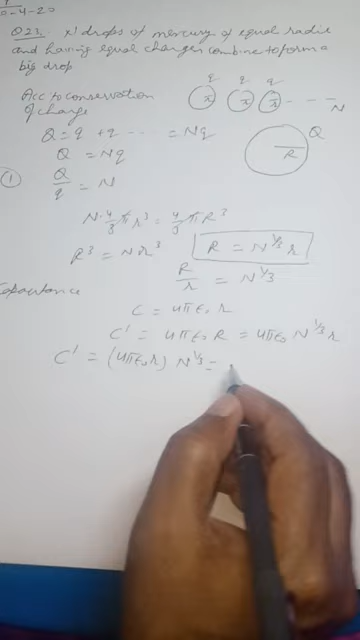 Q21. 'x' drops of mercury of equal radii
and having equal charges combine to form a
big drop
Acc to conservation
of charge
q q q
r r r - - - N
Q = q + q ---- = Nq
Q = Nq
Q
R
① Q/q = N
N 4/3 π r³ = 4/3 π R³
R³ = N r³
R = N^1/3 r
R/r = N^1/3
Capacitance
C = 4πε₀ r
C' = 4πε₀ R = 4πε₀ N^1/3 r
C' = (4πε₀ r) N^1/3 =